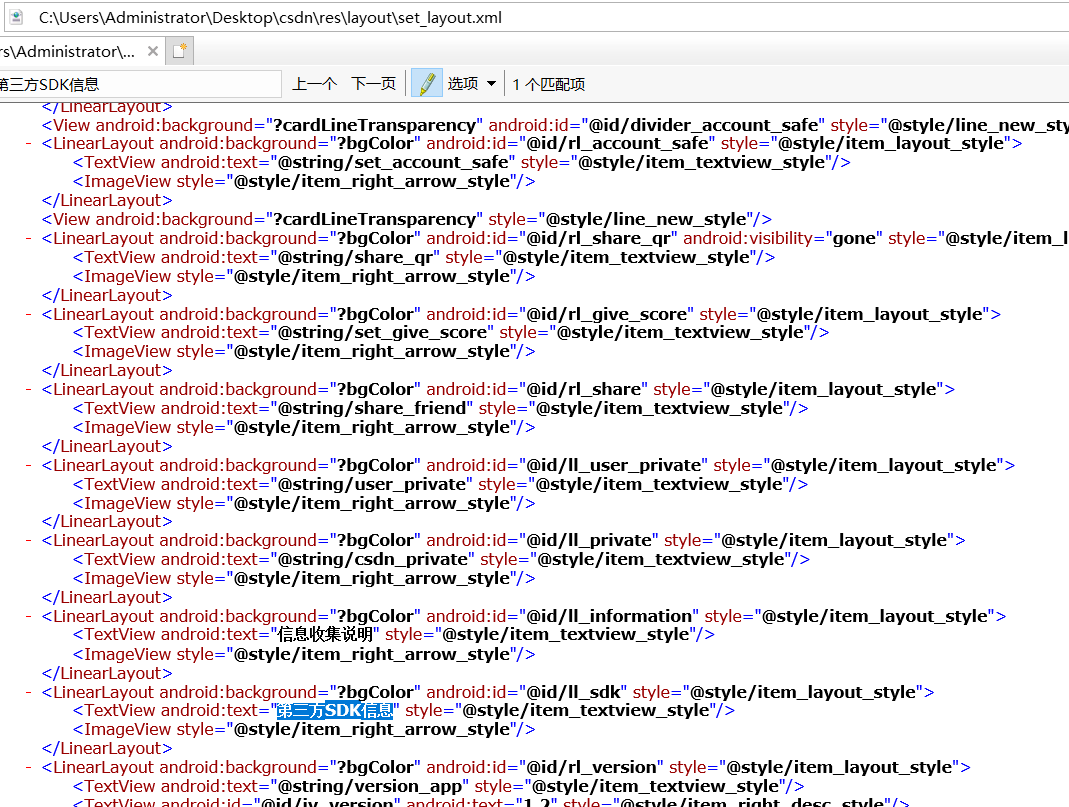 C:\Users\Administrator\Desktop\csdn\res\layout\set_layout.xml
rs\Administrator\...
第三方SDK信息 上一个 下一页 选项 1 个匹配项
</LinearLayout>
<View android:background="?cardLineTransparency" android:id="@id/divider_account_safe" style="@style/line_new_sty
- <LinearLayout android:background="?bgColor" android:id="@id/rl_account_safe" style="@style/item_layout_style">
<TextView android:text="@string/set_account_safe" style="@style/item_textview_style"/>
<ImageView style="@style/item_right_arrow_style"/>
</LinearLayout>
<View android:background="?cardLineTransparency" style="@style/line_new_style"/>
- <LinearLayout android:background="?bgColor" android:id="@id/rl_share_qr" android:visibility="gone" style="@style/item_l
<TextView android:text="@string/share_qr" style="@style/item_textview_style"/>
<ImageView style="@style/item_right_arrow_style"/>
</LinearLayout>
- <LinearLayout android:background="?bgColor" android:id="@id/rl_give_score" style="@style/item_layout_style">
<TextView android:text="@string/set_give_score" style="@style/item_textview_style"/>
<ImageView style="@style/item_right_arrow_style"/>
</LinearLayout>
- <LinearLayout android:background="?bgColor" android:id="@id/rl_share" style="@style/item_layout_style">
<TextView android:text="@string/share_friend" style="@style/item_textview_style"/>
<ImageView style="@style/item_right_arrow_style"/>
</LinearLayout>
- <LinearLayout android:background="?bgColor" android:id="@id/ll_user_private" style="@style/item_layout_style">
<TextView android:text="@string/user_private" style="@style/item_textview_style"/>
<ImageView style="@style/item_right_arrow_style"/>
</LinearLayout>
- <LinearLayout android:background="?bgColor" android:id="@id/ll_private" style="@style/item_layout_style">
<TextView android:text="@string/csdn_private" style="@style/item_textview_style"/>
<ImageView style="@style/item_right_arrow_style"/>
</LinearLayout>
- <LinearLayout android:background="?bgColor" android:id="@id/ll_information" style="@style/item_layout_style">
<TextView android:text="信息收集说明" style="@style/item_textview_style"/>
<ImageView style="@style/item_right_arrow_style"/>
</LinearLayout>
- <LinearLayout android:background="?bgColor" android:id="@id/ll_sdk" style="@style/item_layout_style">
<TextView android:text="第三方SDK信息" style="@style/item_textview_style"/>
<ImageView style="@style/item_right_arrow_style"/>
</LinearLayout>
- <LinearLayout android:background="?bgColor" android:id="@id/rl_version" style="@style/item_layout_style">
<TextView android:text="@string/version_app" style="@style/item_textview_style"/>
<TextView android:id="@id/iv_version" android:text="1.2" style="@style/item_right_desc_style"/>